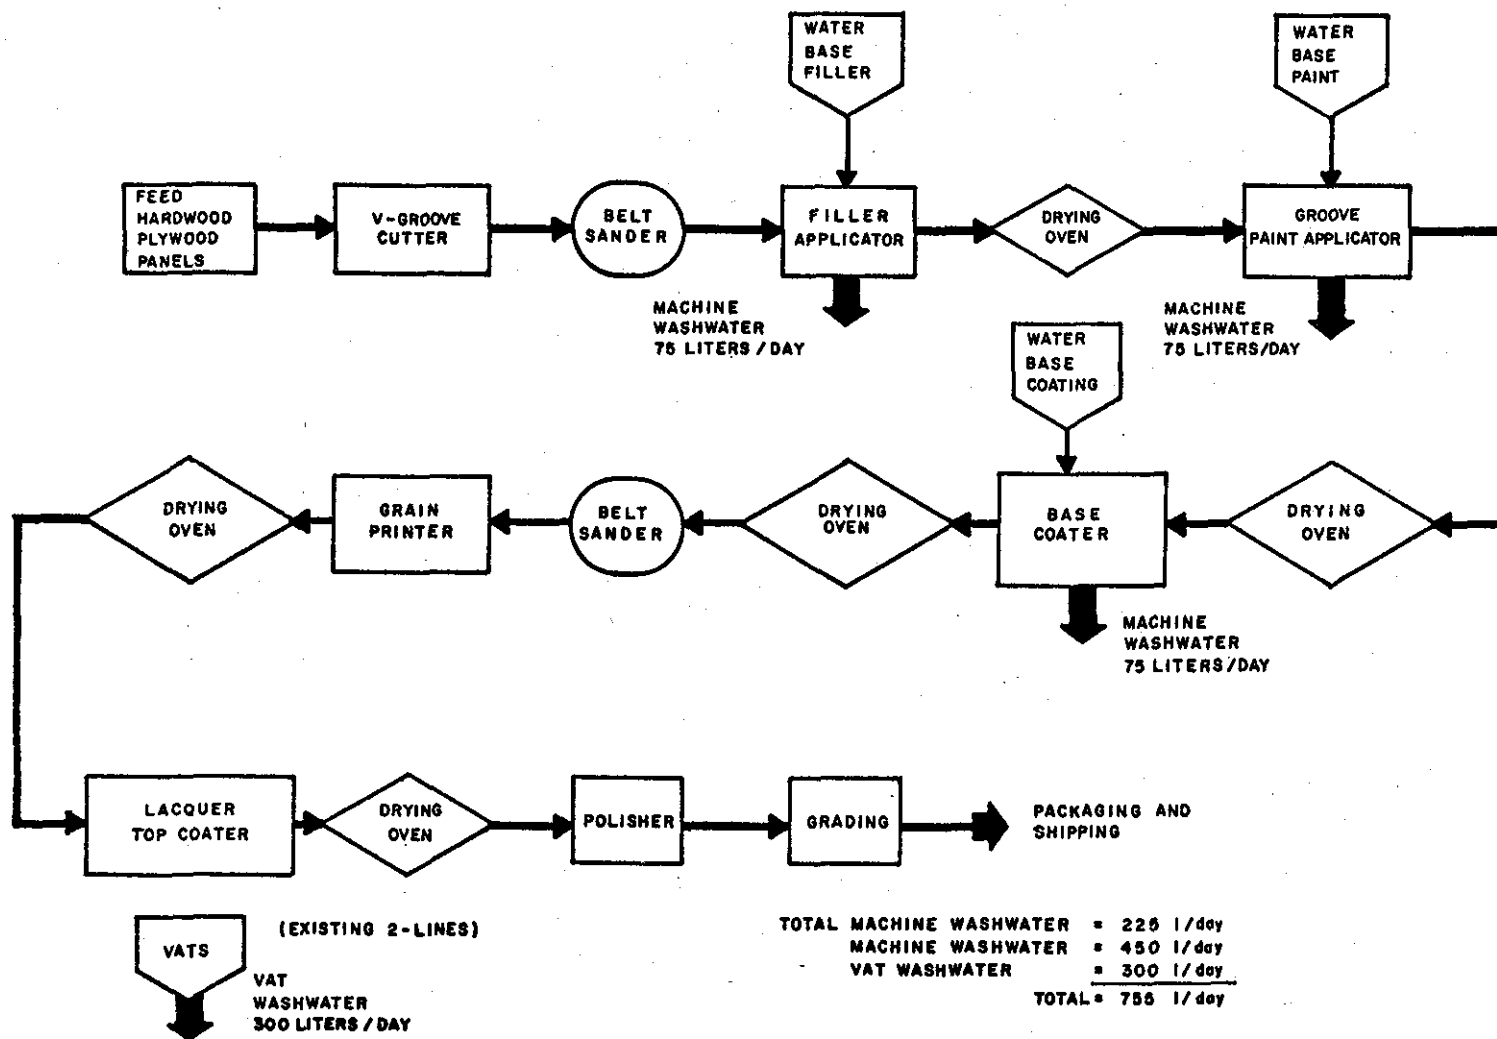 WATER
BASE
FILLER
WATER
BASE
PAINT
FEED
HARDWOOD
PLYWOOD
PANELS
V-GROOVE
CUTTER
BELT
SANDER
FILLER
APPLICATOR
DRYING
OVEN
GROOVE
PAINT APPLICATOR
MACHINE
WASHWATER
75 LITERS / DAY
MACHINE
WASHWATER
75 LITERS/DAY
WATER
BASE
COATING
DRYING
OVEN
GRAIN
PRINTER
BELT
SANDER
DRYING
OVEN
BASE
COATER
DRYING
OVEN
MACHINE
WASHWATER
75 LITERS/DAY
LACQUER
TOP COATER
DRYING
OVEN
POLISHER
GRADING
PACKAGING AND
SHIPPING
VATS
(EXISTING 2-LINES)
VAT
WASHWATER
300 LITERS / DAY
TOTAL MACHINE WASHWATER = 225 l/day
MACHINE WASHWATER = 450 l/day
VAT WASHWATER = 300 l/day
TOTAL = 755 l/day